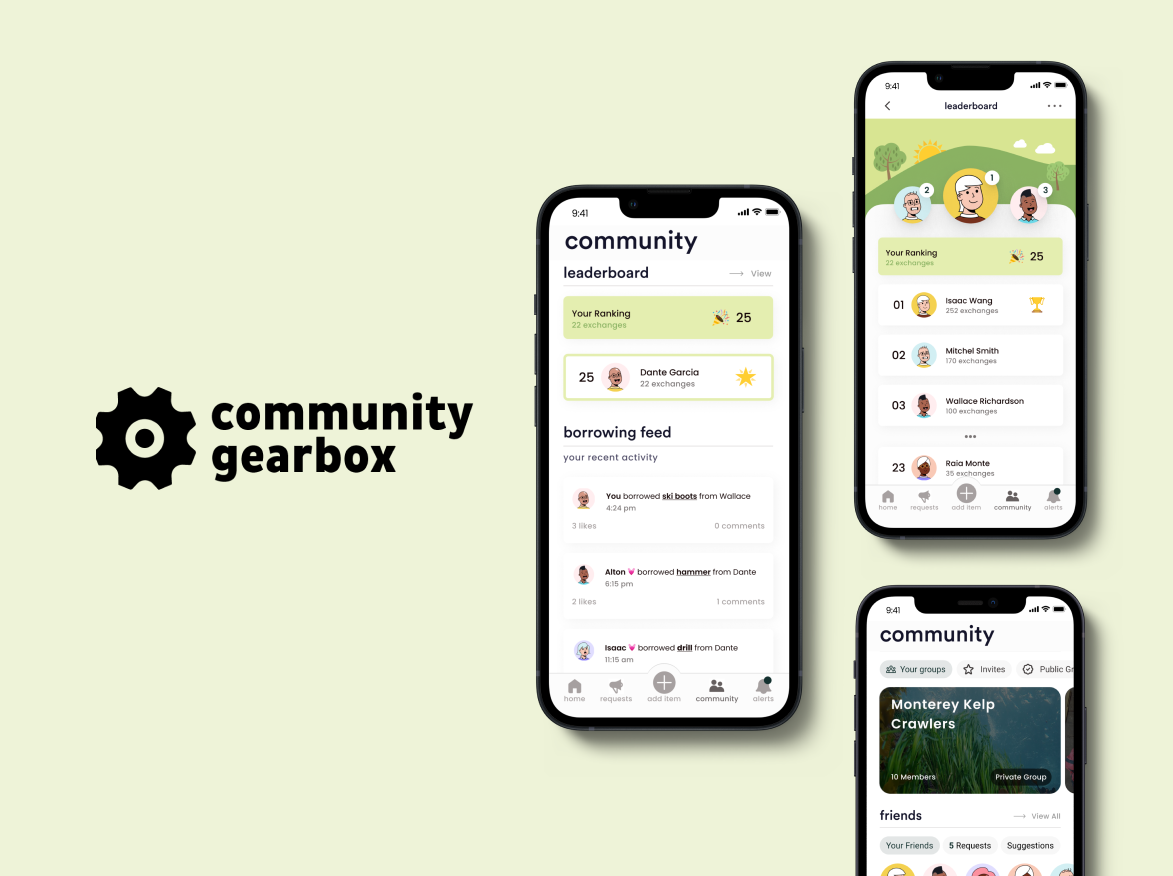 community
gearbox
9:41
community
leaderboard
View
Your Ranking
22 exchanges
25
25
Dante Garcia
22 exchanges
borrowing feed
your recent activity
You borrowed ski boots from Wallace
4:24 pm
3 likes
0 comments
Alton borrowed hammer from Dante
6:15 pm
2 likes
1 comments
Isaac borrowed drill from Dante
11:15 am
home
requests
add item
community
alerts
9:41
leaderboard
1
2
3
Your Ranking
22 exchanges
25
01
Isaac Wang
252 exchanges
02
Mitchel Smith
170 exchanges
03
Wallace Richardson
100 exchanges
23
Raía Monte
35 exchanges
home
requests
add item
community
alerts
9:41
community
Your groups
Invites
Public Gr
Monterey Kelp
Crawlers
10 Members
Private Group
friends
View All
Your Friends
5 Requests
Suggestions